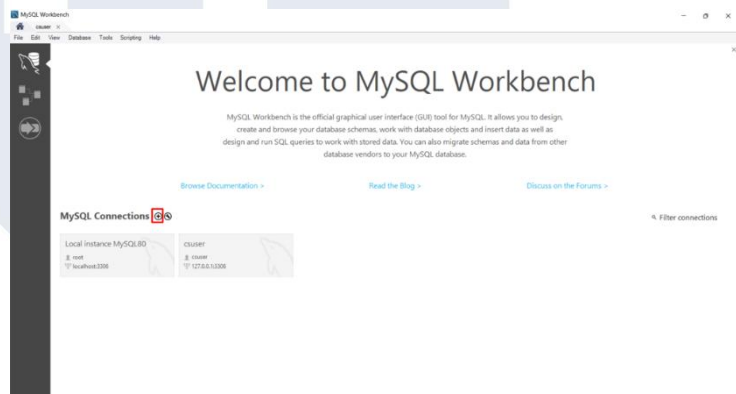 MySQL Workbench
csuser x
File Edit View Database Tools Scripting Help
Welcome to MySQL Workbench
MySQL Workbench is the official graphical user interface (GUI) tool for MySQL. It allows you to design,
create and browse your database schemas, work with database objects and insert data as well as
design and run SQL queries to work with stored data. You can also migrate schemas and data from other
database vendors to your MySQL database.
Browse Documentation > Read the Blog > Discuss on the Forums >
MySQL Connections Filter connections
Local instance MySQL80 csuser
root csuser
localhost:3306 127.0.0.1:3306